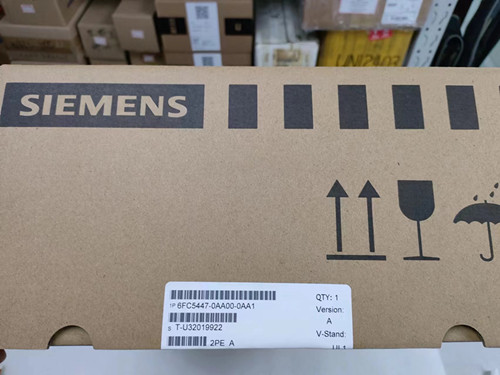 SIEMENS
1P 6FC5447-0AA00-0AA1
QTY: 1
Version:
A
S T-U32019922
V-Stand:
2PE A